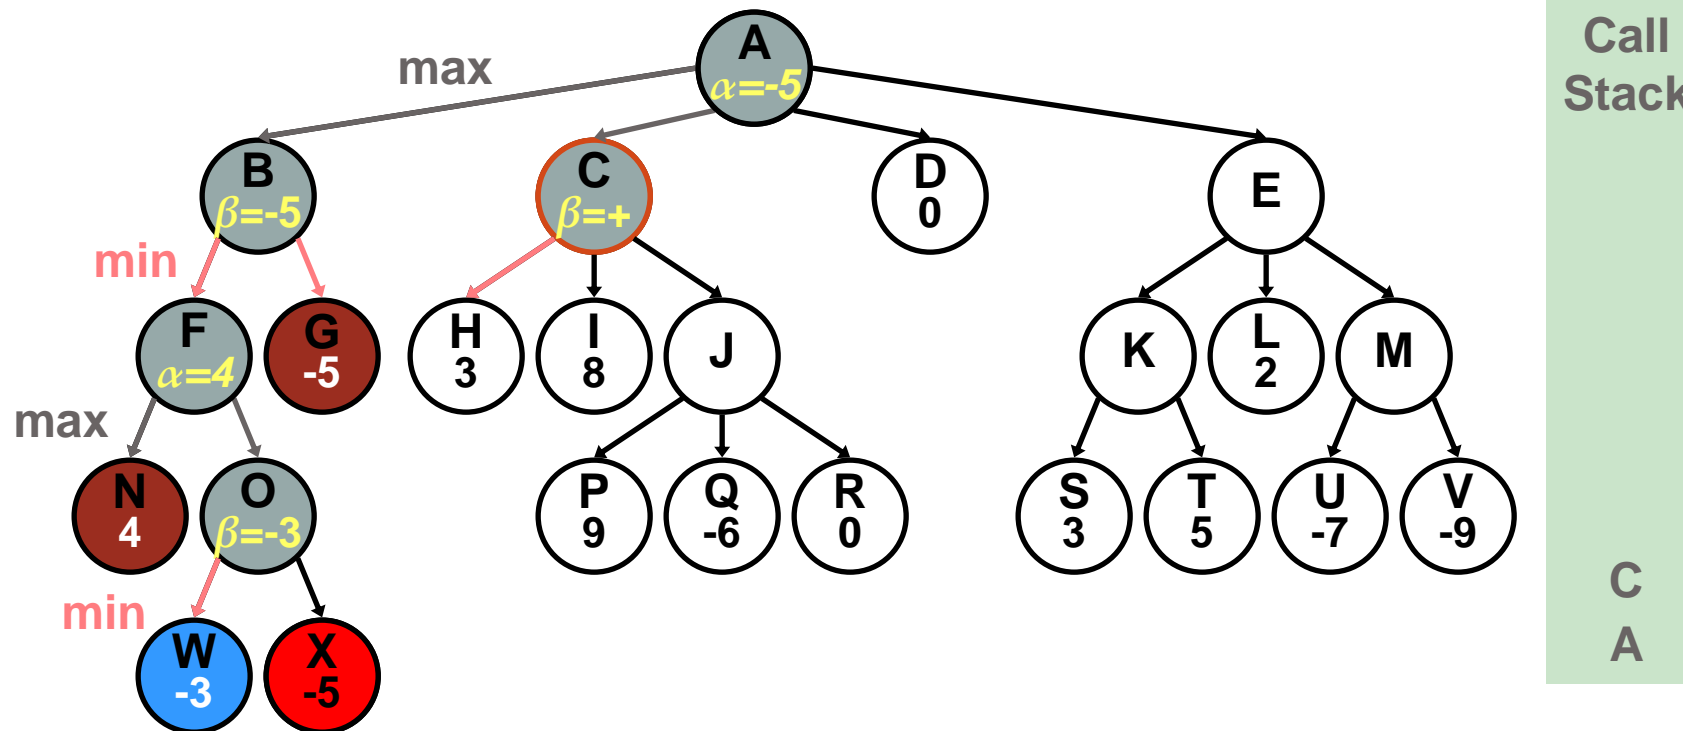 Call
Stack
A
α=-5
max
B
β=-5
C
β=+
D
0
E
min
F
α=4
G
-5
H
3
I
8
J
K
L
2
M
max
N
4
O
β=-3
P
9
Q
-6
R
0
S
3
T
5
U
-7
V
-9
C
min
A
W
-3
X
-5